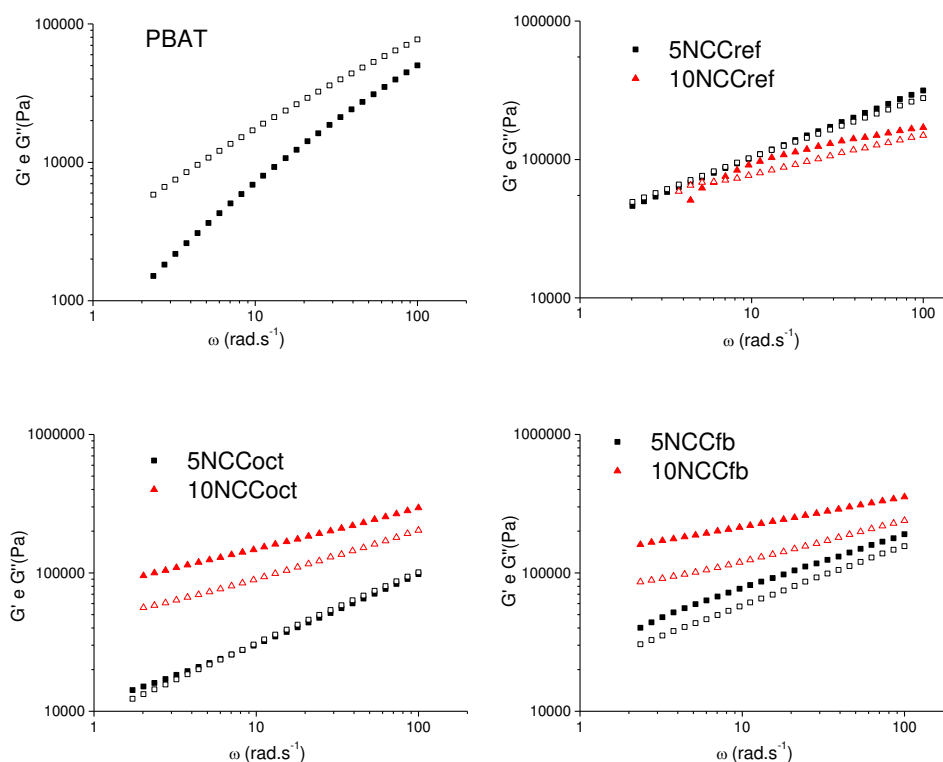 PBAT
100000
10000
1000
G' e G''(Pa)
1
10
100
ω (rad.s⁻¹)
5NCCref
10NCCref
1000000
100000
10000
G' e G''(Pa)
1
10
100
ω (rad.s⁻¹)
5NCCoct
10NCCoct
1000000
100000
10000
G' e G''(Pa)
1
10
100
ω (rad.s⁻¹)
5NCCfb
10NCCfb
1000000
100000
10000
G' e G''(Pa)
1
10
100
ω (rad.s⁻¹)